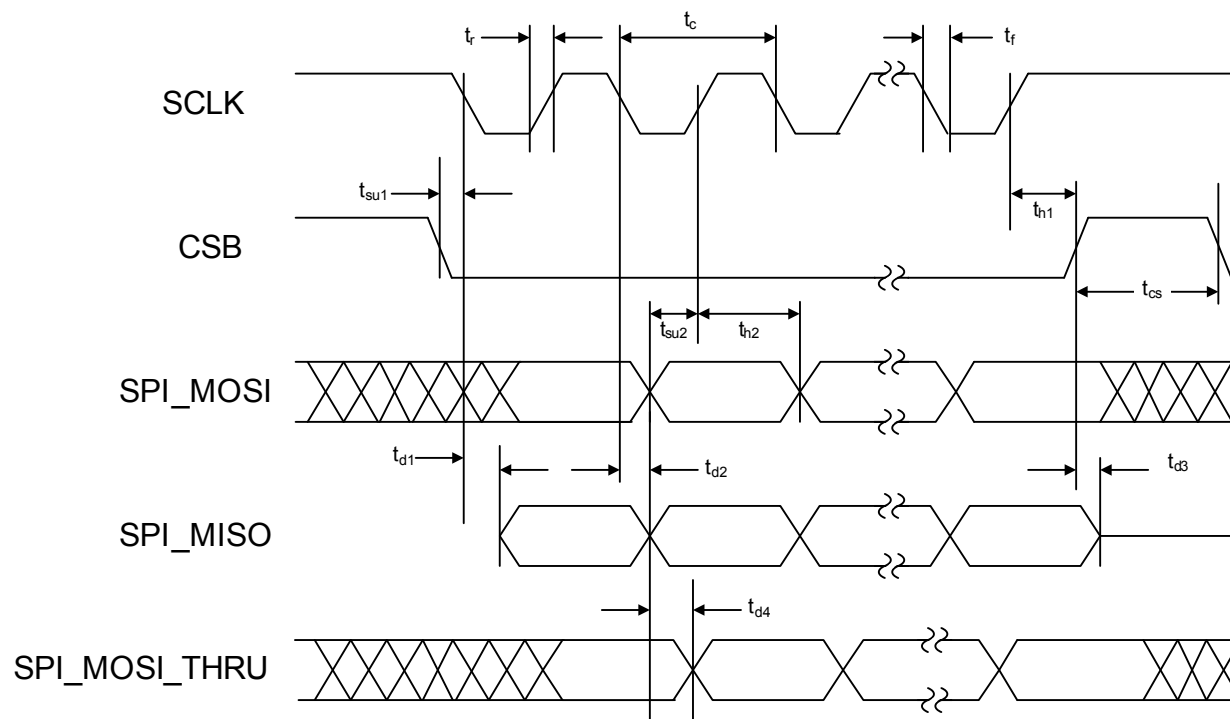 tr
tc
tf
SCLK
tsu1
th1
CSB
tcs
tsu2
th2
SPI_MOSI
td1
td2
td3
SPI_MISO
td4
SPI_MOSI_THRU